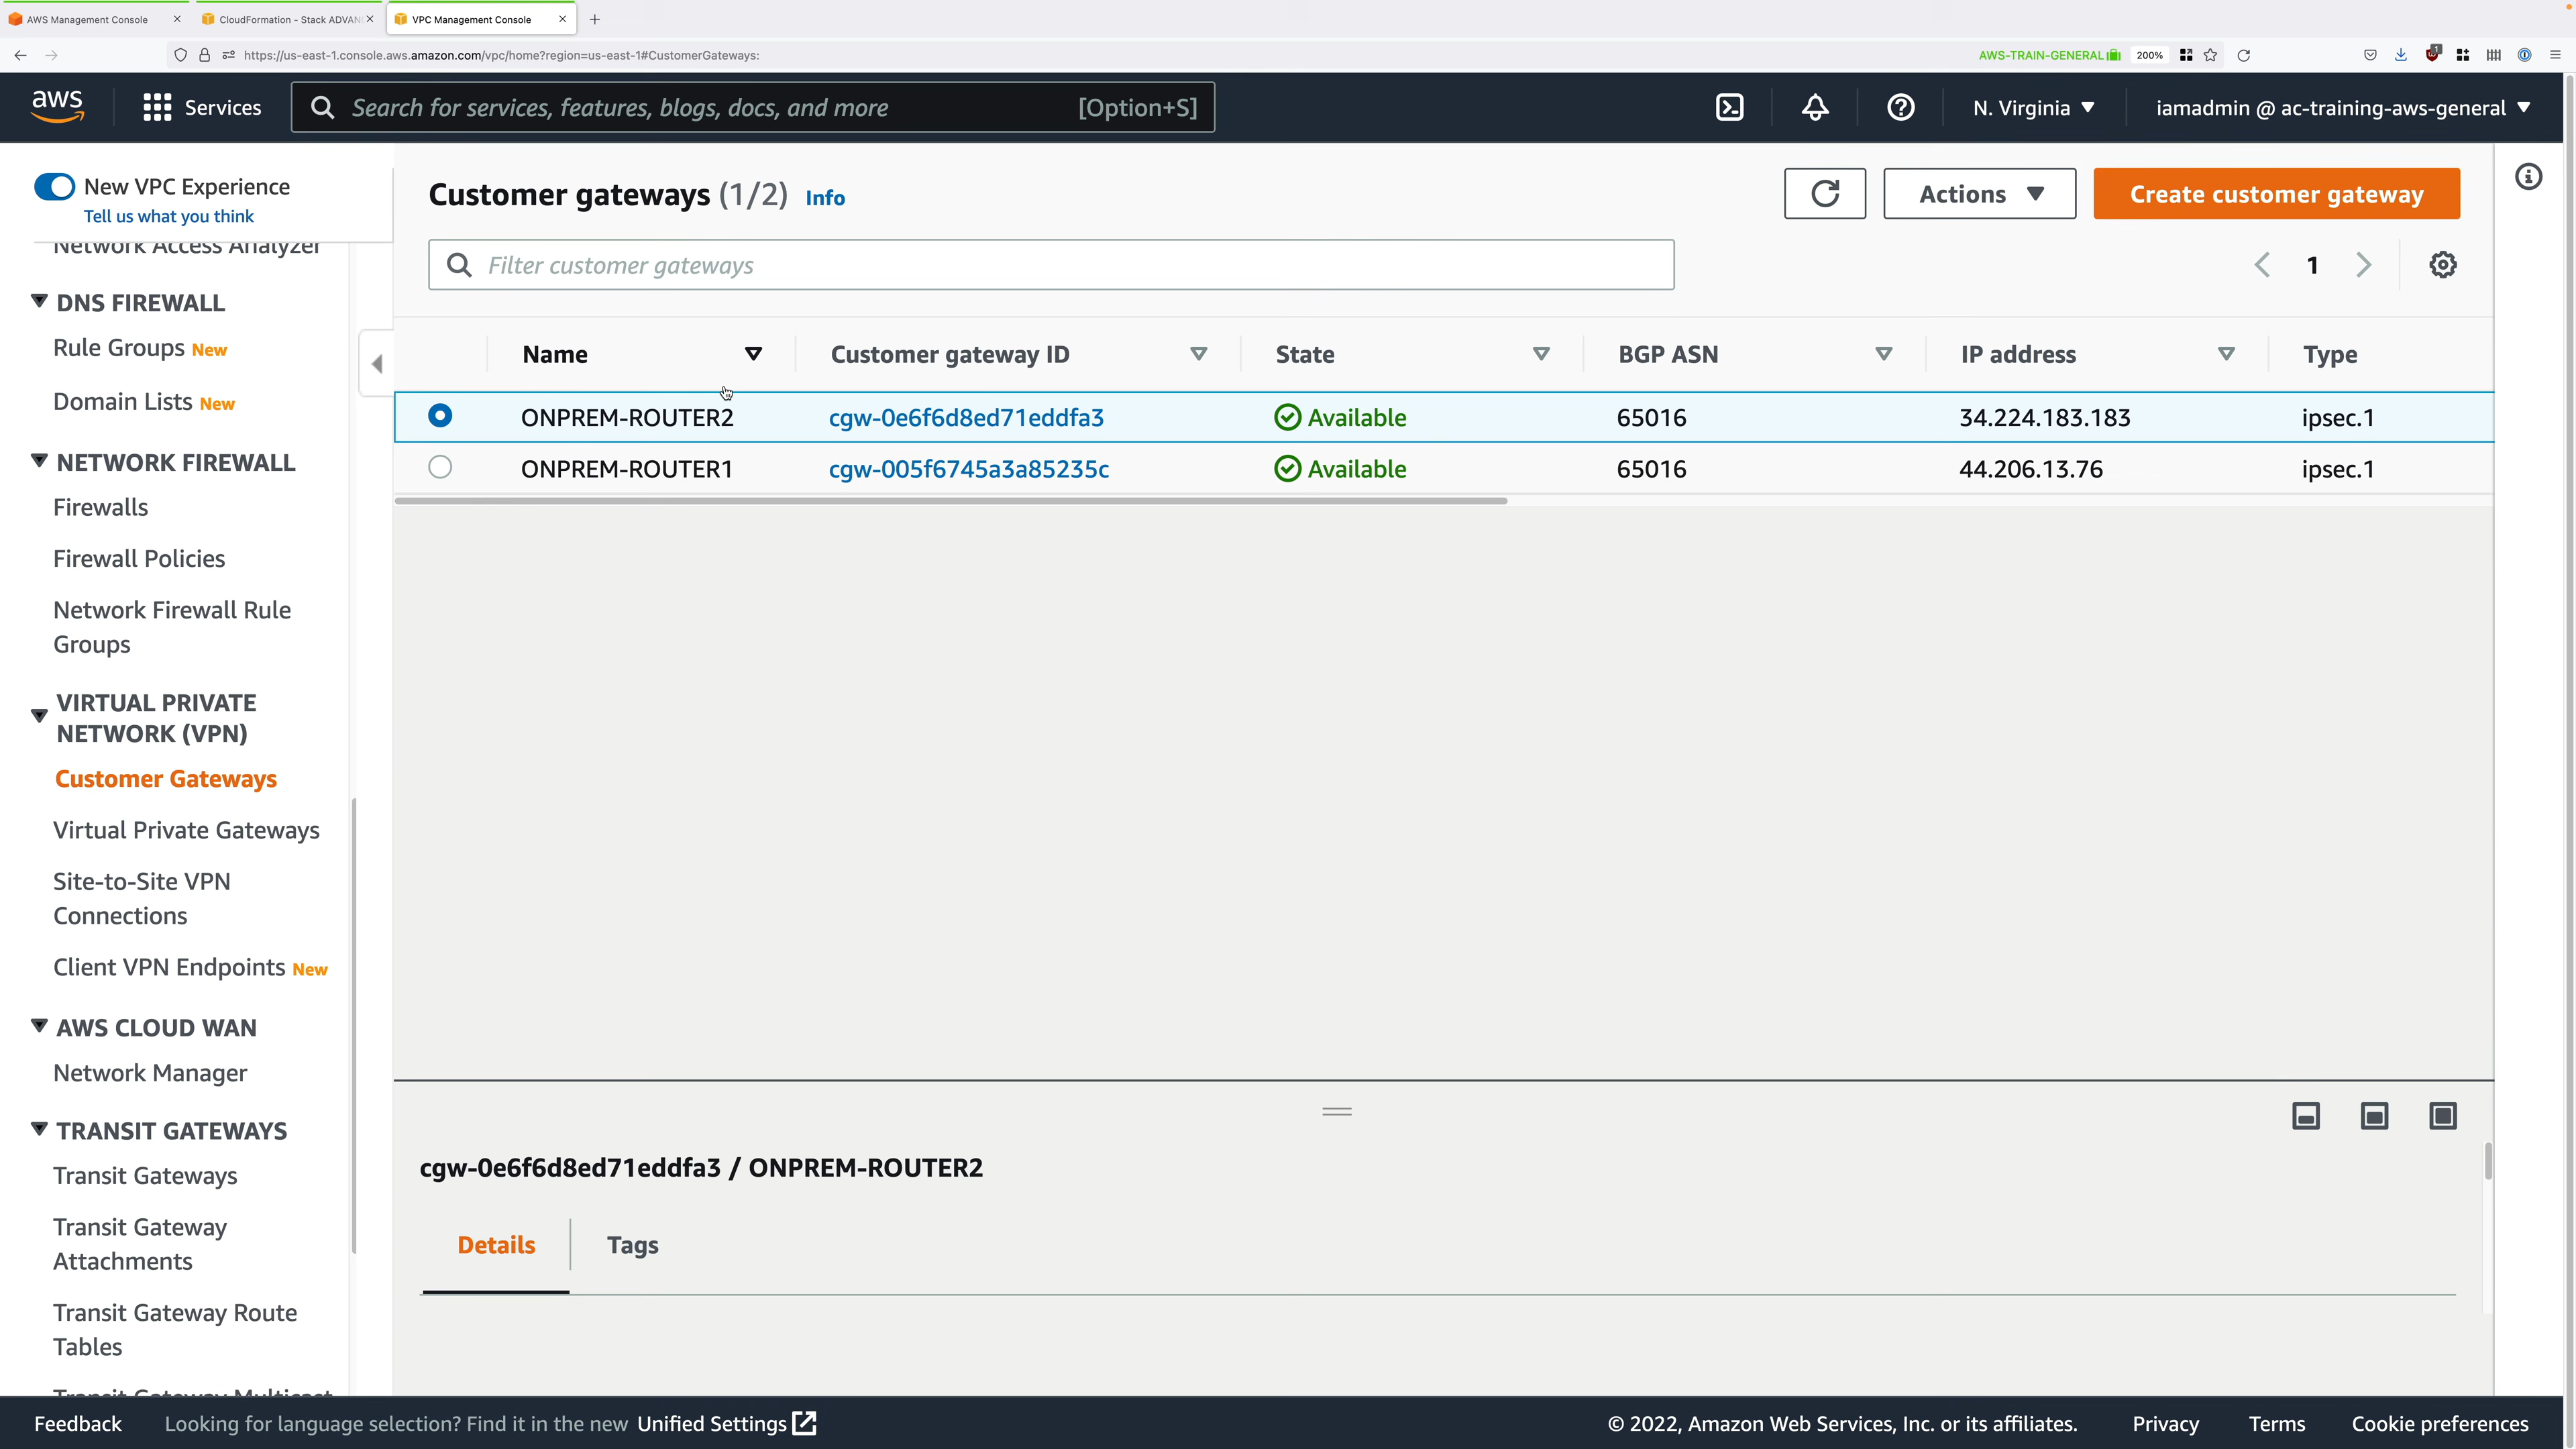 AWS Management Console
CloudFormation - Stack ADVAN
VPC Management Console
https://us-east-1.console.aws.amazon.com/vpc/home?region=us-east-1#CustomerGateways:
AWS-TRAIN-GENERAL
200%
1
aws
Services
Search for services, features, blogs, docs, and more
[Option+S]
N. Virginia
iamadmin @ ac-training-aws-general
New VPC Experience
Tell us what you think
Network Access Analyzer
DNS FIREWALL
Rule Groups New
Domain Lists New
NETWORK FIREWALL
Firewalls
Firewall Policies
Network Firewall Rule
Groups
VIRTUAL PRIVATE
NETWORK (VPN)
Customer Gateways
Virtual Private Gateways
Site-to-Site VPN
Connections
Client VPN Endpoints New
AWS CLOUD WAN
Network Manager
TRANSIT GATEWAYS
Transit Gateways
Transit Gateway
Attachments
Transit Gateway Route
Tables
Transit Gateway Multicast
Customer gateways (1/2) Info
Actions
Create customer gateway
Filter customer gateways
1
Name Customer gateway ID State BGP ASN IP address Type
ONPREM-ROUTER2 cgw-0e6f6d8ed71eddfa3 Available 65016 34.224.183.183 ipsec.1
ONPREM-ROUTER1 cgw-005f6745a3a85235c Available 65016 44.206.13.76 ipsec.1
cgw-0e6f6d8ed71eddfa3 / ONPREM-ROUTER2
Details Tags
Feedback
Looking for language selection? Find it in the new Unified Settings
© 2022, Amazon Web Services, Inc. or its affiliates.
Privacy
Terms
Cookie preferences